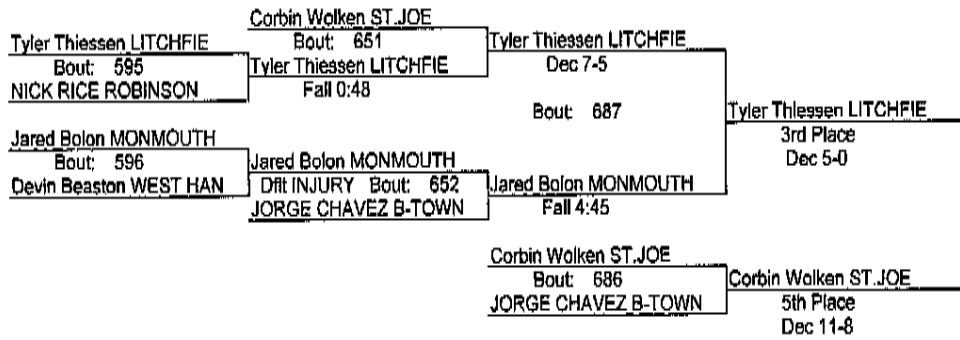 Corbin Wolken ST.JOE
Tyler Thiessen LITCHFIE
Bout: 651
Tyler Thiessen LITCHFIE
Bout: 595
Tyler Thiessen LITCHFIE
Dec 7-5
NICK RICE ROBINSON
Fall 0:48
Bout: 687
Tyler Thiessen LITCHFIE
Jared Bolon MONMOUTH
3rd Place
Bout: 596
Jared Bolon MONMOUTH
Dec 5-0
Devin Beaston WEST HAN
Dflt INJURY Bout: 652
Jared Bolon MONMOUTH
JORGE CHAVEZ B-TOWN
Fall 4:45
Corbin Wolken ST.JOE
Bout: 686
Corbin Wolken ST.JOE
JORGE CHAVEZ B-TOWN
5th Place
Dec 11-8